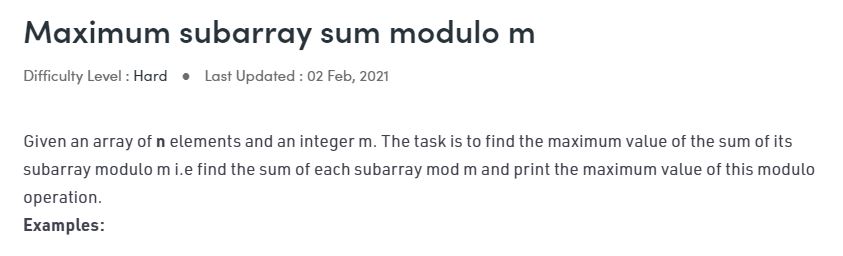 Maximum subarray sum modulo m
Difficulty Level : Hard ● Last Updated : 02 Feb, 2021
Given an array of n elements and an integer m. The task is to find the maximum value of the sum of its
subarray modulo m i.e find the sum of each subarray mod m and print the maximum value of this modulo
operation.
Examples: